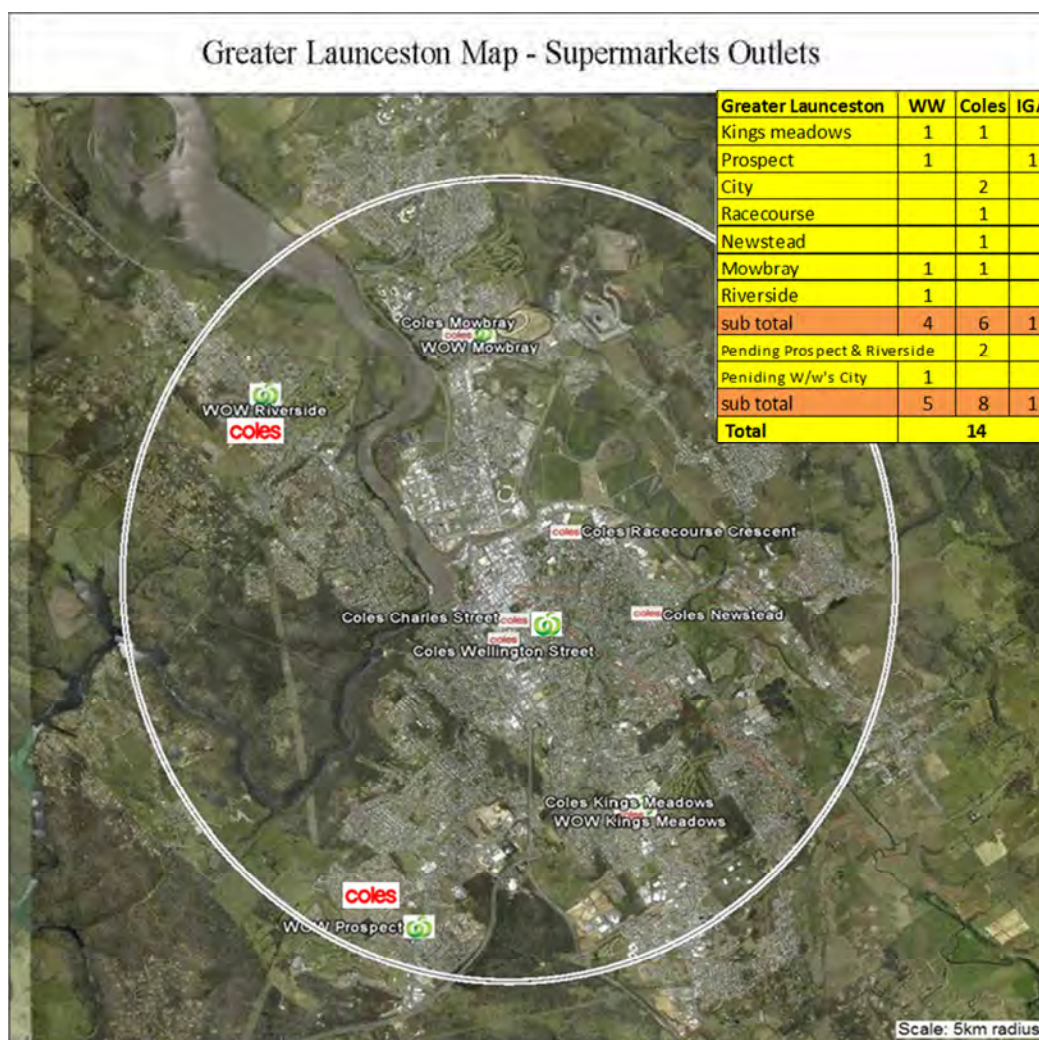 Greater Launceston Map - Supermarkets Outlets
Greater Launceston WW Coles IGA
Kings meadows 1 1
Prospect 1 1
City 2
Racecourse 1
Newstead 1
Mowbray 1 1
Riverside 1
sub total 4 6 1
Pending Prospect & Riverside 2
Peniding W/w's City 1
sub total 5 8 1
Total 14
Coles Mowbray
coles
WOW Mowbray
WOW Riverside
coles
coles Coles Racecourse Crescent
coles Coles Newstead
Coles Charles Street coles
coles
Coles Wellington Street
Coles Kings Meadows
coles
WOW Kings Meadows
coles
WOW Prospect
Scale: 5km radius